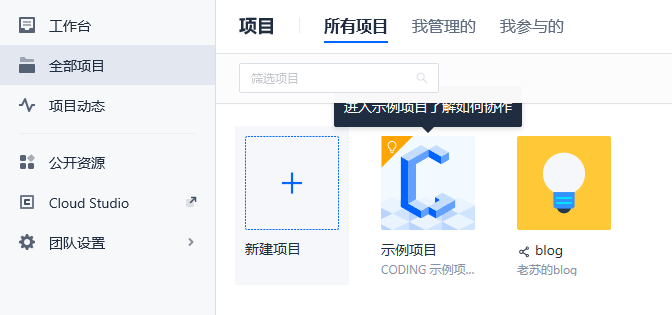 工作台
全部项目
项目动态
公开资源
Cloud Studio
团队设置
项目 所有项目 我管理的 我参与的
筛选项目
进入示例项目了解如何协作
新建项目
示例项目
CODING 示例项...
blog
老苏的blog